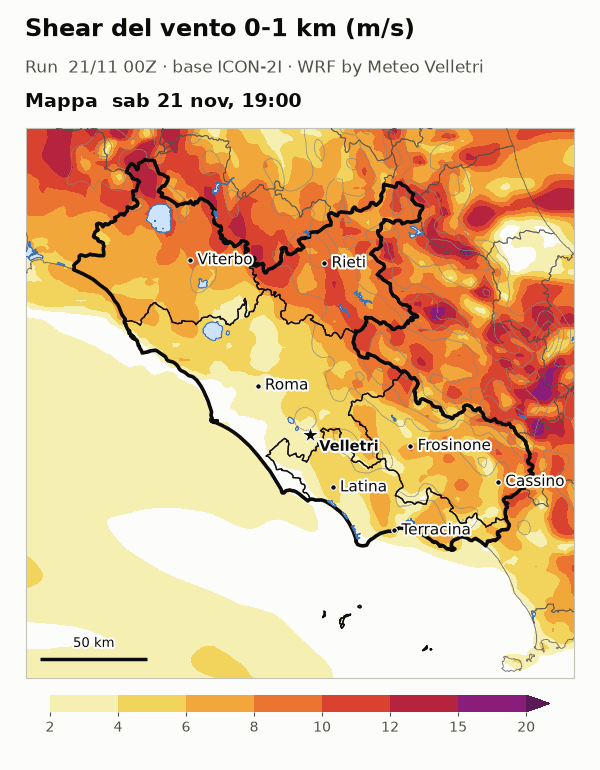 Shear del vento 0-1 km (m/s)
Run  21/11 00Z · base ICON-2I · WRF by Meteo Velletri
Mappa  sab 21 nov, 19:00
Viterbo
Rieti
Roma
Velletri
Frosinone
Latina
Cassino
Terracina
50 km
2 4 6 8 10 12 15 20